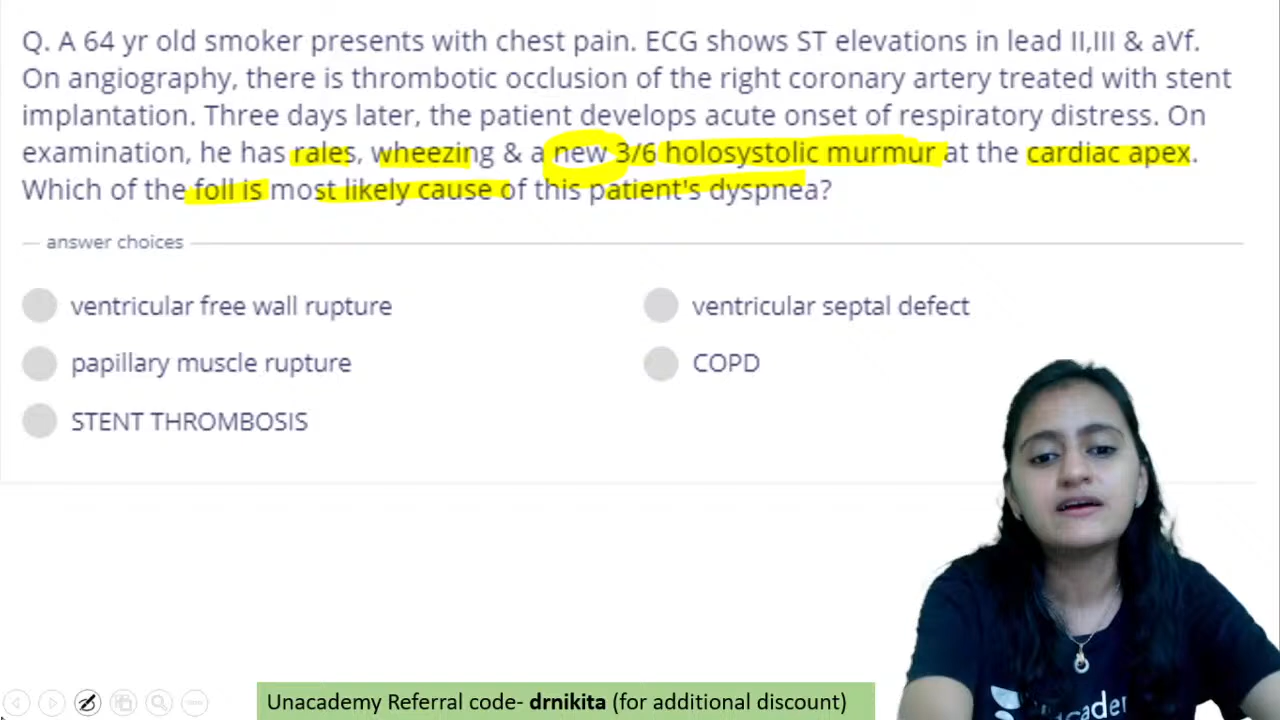 Q. A 64 yr old smoker presents with chest pain. ECG shows ST elevations in lead II,III & aVf.
On angiography, there is thrombotic occlusion of the right coronary artery treated with stent
implantation. Three days later, the patient develops acute onset of respiratory distress. On
examination, he has rales, wheezing & a new 3/6 holosystolic murmur at the cardiac apex.
Which of the foll is most likely cause of this patient's dyspnea?
answer choices
ventricular free wall rupture
ventricular septal defect
papillary muscle rupture
COPD
STENT THROMBOSIS
Unacademy Referral code- drnikita (for additional discount)